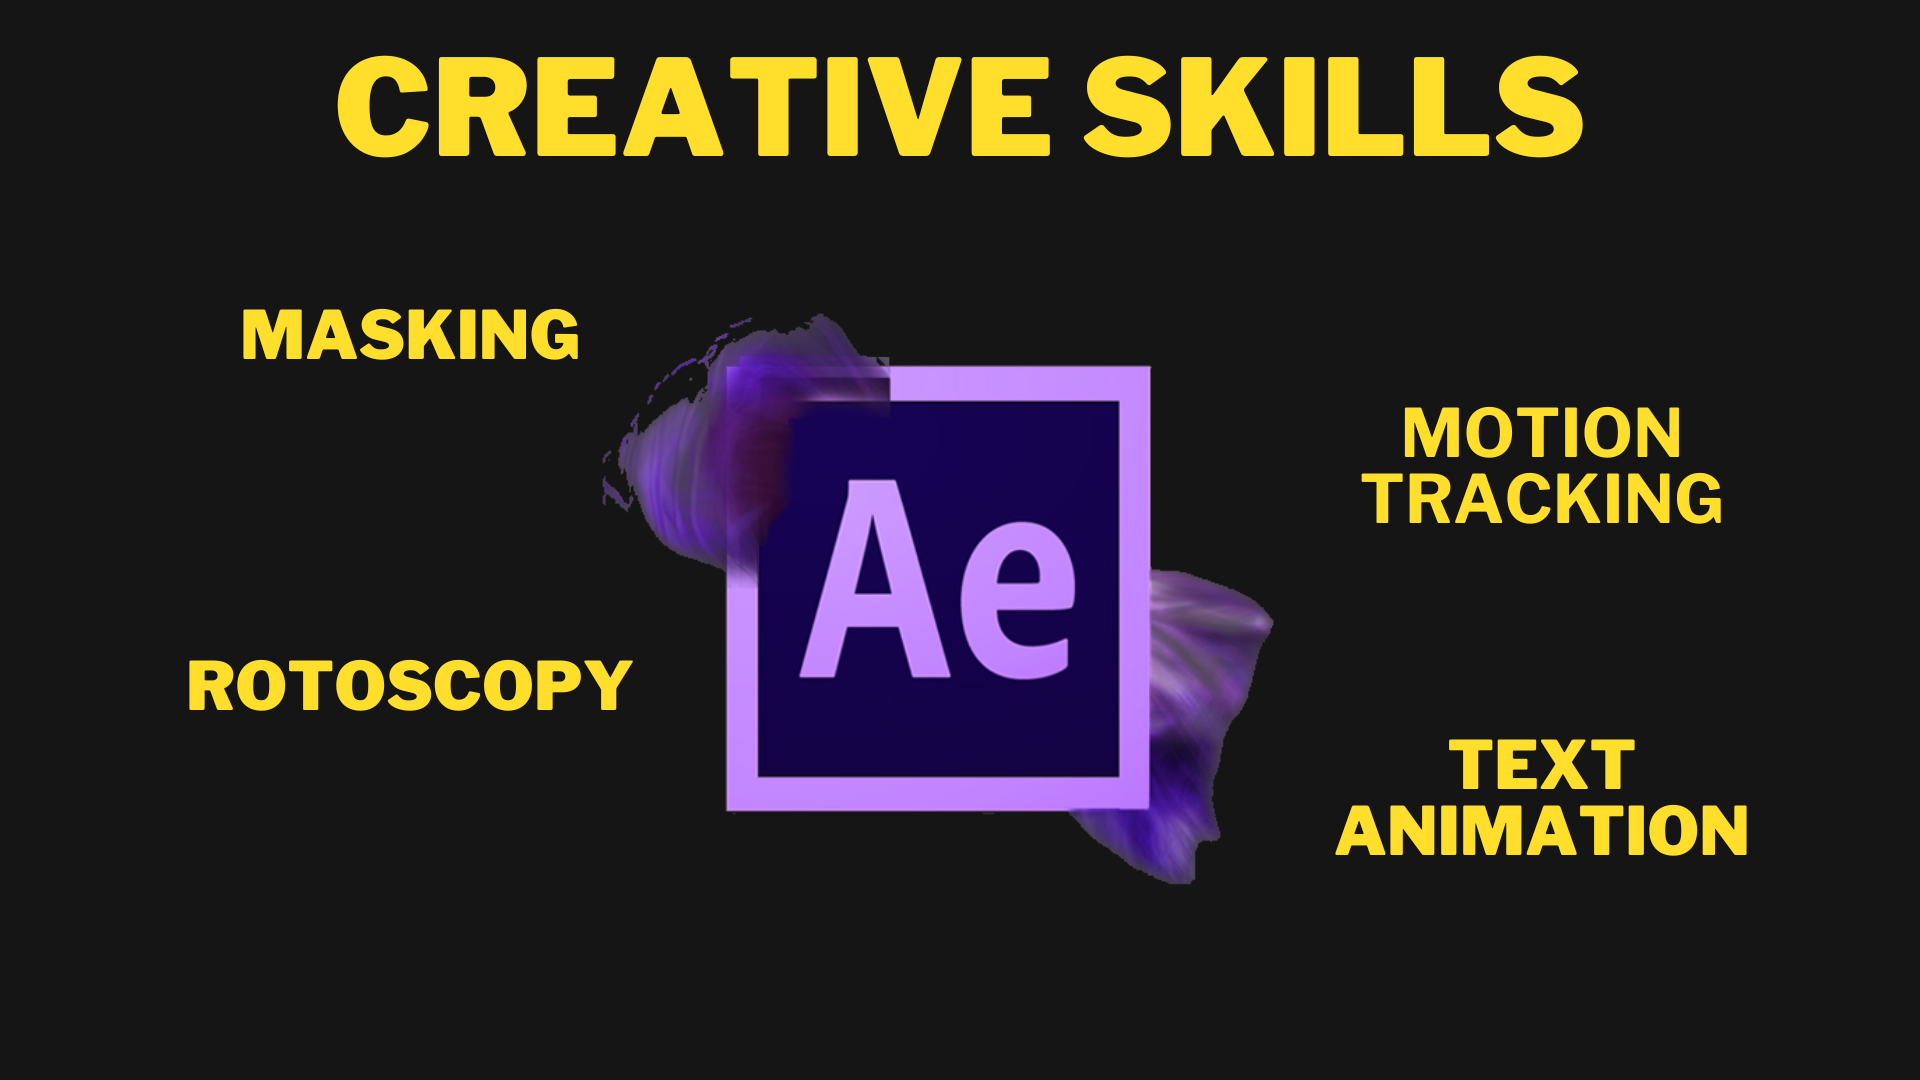 CREATIVE SKILLS
MASKING
MOTION
TRACKING
Ae
ROTOSCOPY
TEXT
ANIMATION